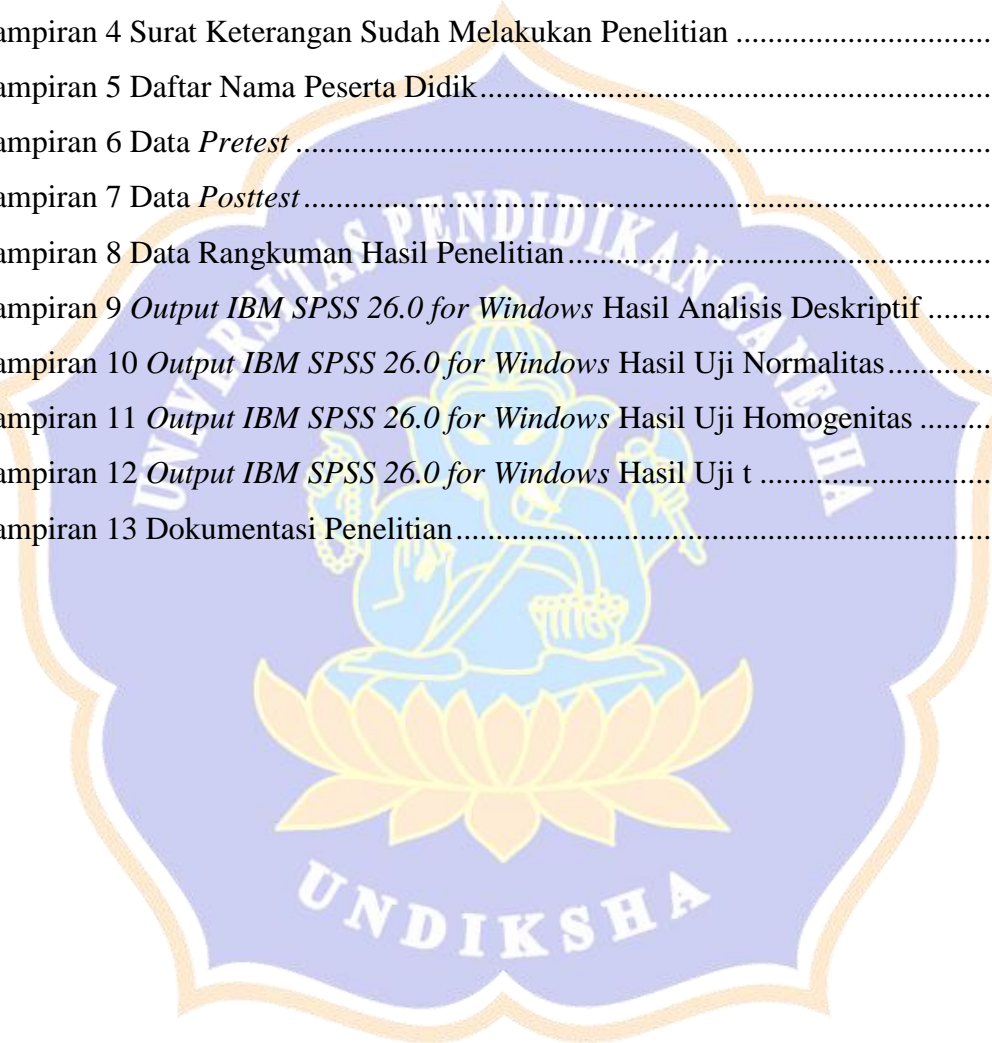 ampiran 4 Surat Keterangan Sudah Melakukan Penelitian ................................
ampiran 5 Daftar Nama Peserta Didik................................................................
ampiran 6 Data Pretest ......................................................................................
ampiran 7 Data Posttest.....................................................................................
ampiran 8 Data Rangkuman Hasil Penelitian.....................................................
ampiran 9 Output IBM SPSS 26.0 for Windows Hasil Analisis Deskriptif ........
ampiran 10 Output IBM SPSS 26.0 for Windows Hasil Uji Normalitas.............
ampiran 11 Output IBM SPSS 26.0 for Windows Hasil Uji Homogenitas .........
ampiran 12 Output IBM SPSS 26.0 for Windows Hasil Uji t .............................
ampiran 13 Dokumentasi Penelitian...................................................................
UNIVERSITAS PENDIDIKAN GANESHA
UNDIKSHA